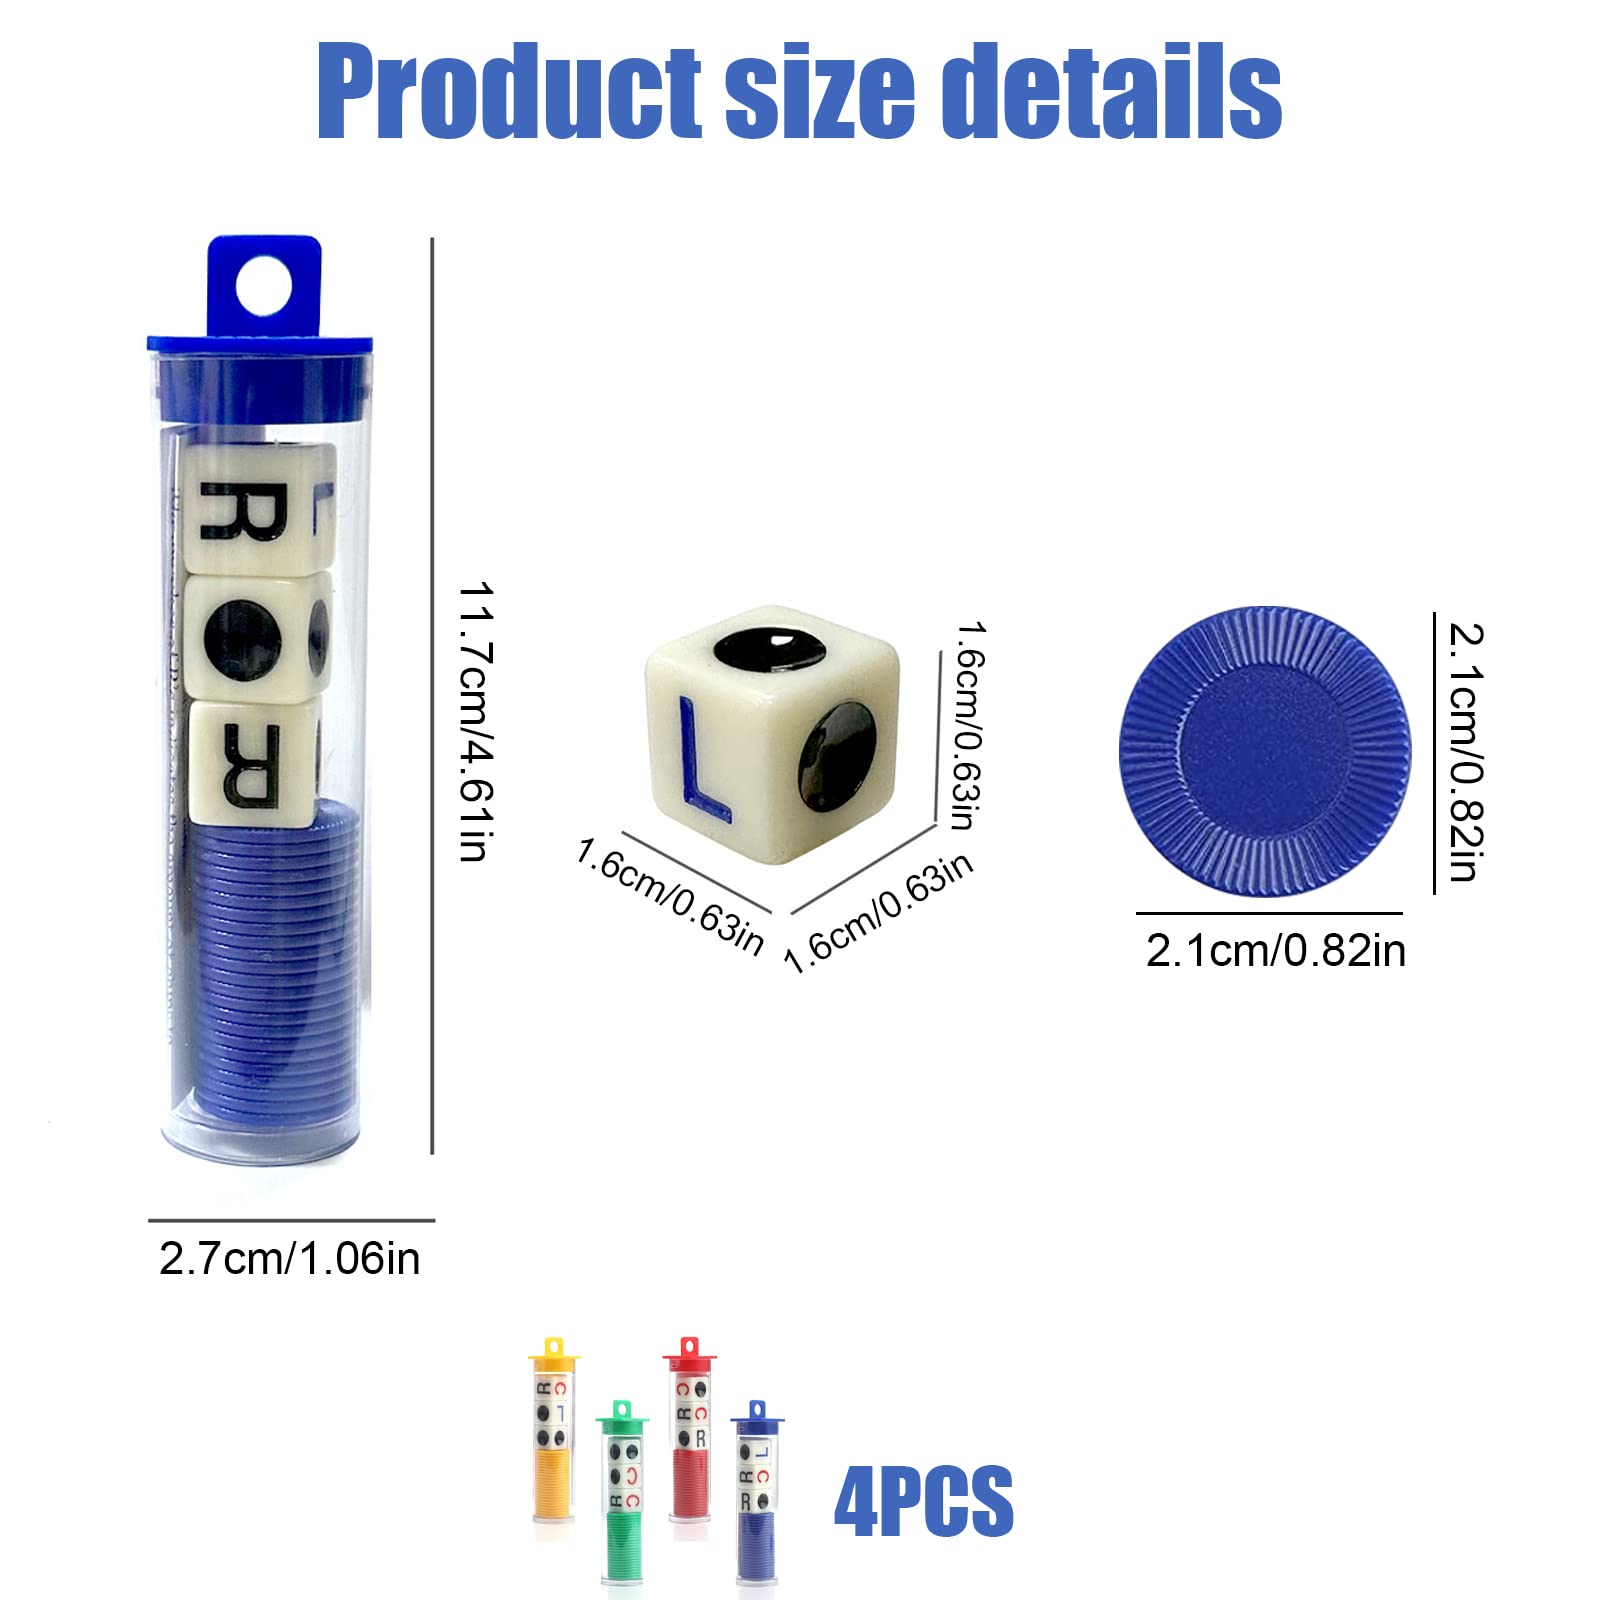 Product size details
R
L
R
11.7cm/4.61in
2.7cm/1.06in
L
1.6cm/0.63in
1.6cm/0.63in
1.6cm/0.63in
2.1cm/0.82in
2.1cm/0.82in
R C
L
C
R C
R
C
R C
L
R C
R
4PCS